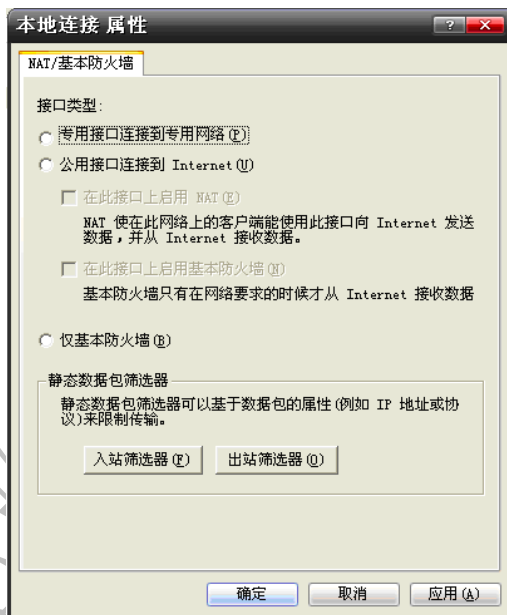 本地连接 属性
NAT/基本防火墙
接口类型:
专用接口连接到专用网络(P)
公用接口连接到 Internet(U)
在此接口上启用 NAT(E)
NAT 使在此网络上的客户端能使用此接口向 Internet 发送
数据，并从 Internet 接收数据。
在此接口上启用基本防火墙(N)
基本防火墙只有在网络要求的时候才从 Internet 接收数据
仅基本防火墙(B)
静态数据包筛选器
静态数据包筛选器可以基于数据包的属性(例如 IP 地址或协
议)来限制传输。
入站筛选器(F) 出站筛选器(O)
确定 取消 应用(A)